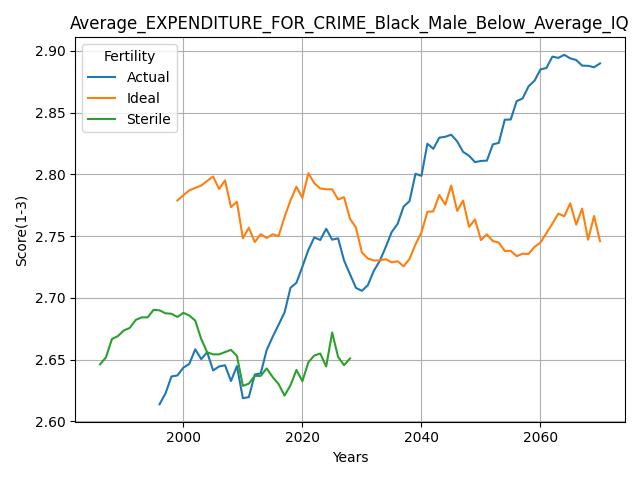 Average_EXPENDITURE_FOR_CRIME_Black_Male_Below_Average_IQ
Fertility
Actual
Ideal
Sterile
Score(1-3)
2.90
2.85
2.80
2.75
2.70
2.65
2.60
2000 2020 2040 2060
Years